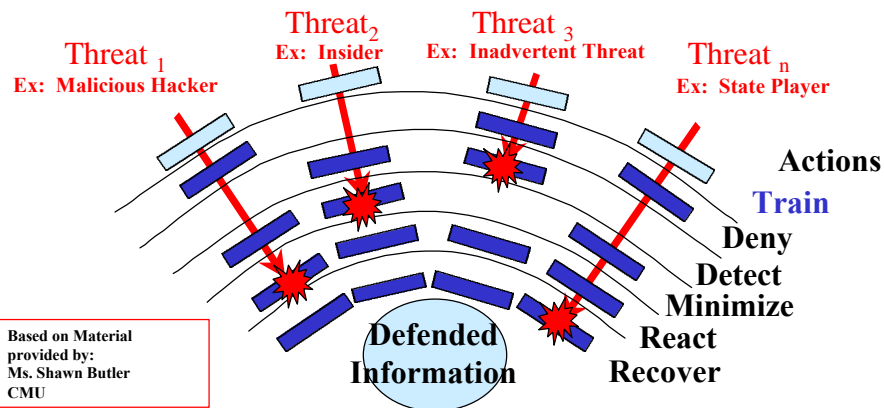 Threat 1
Ex: Malicious Hacker
Threat2
Ex: Insider
Threat 3
Ex: Inadvertent Threat
Threat n
Ex: State Player
Actions
Train
Deny
Detect
Minimize
React
Recover
Defended
Information
Based on Material
provided by:
Ms. Shawn Butler
CMU